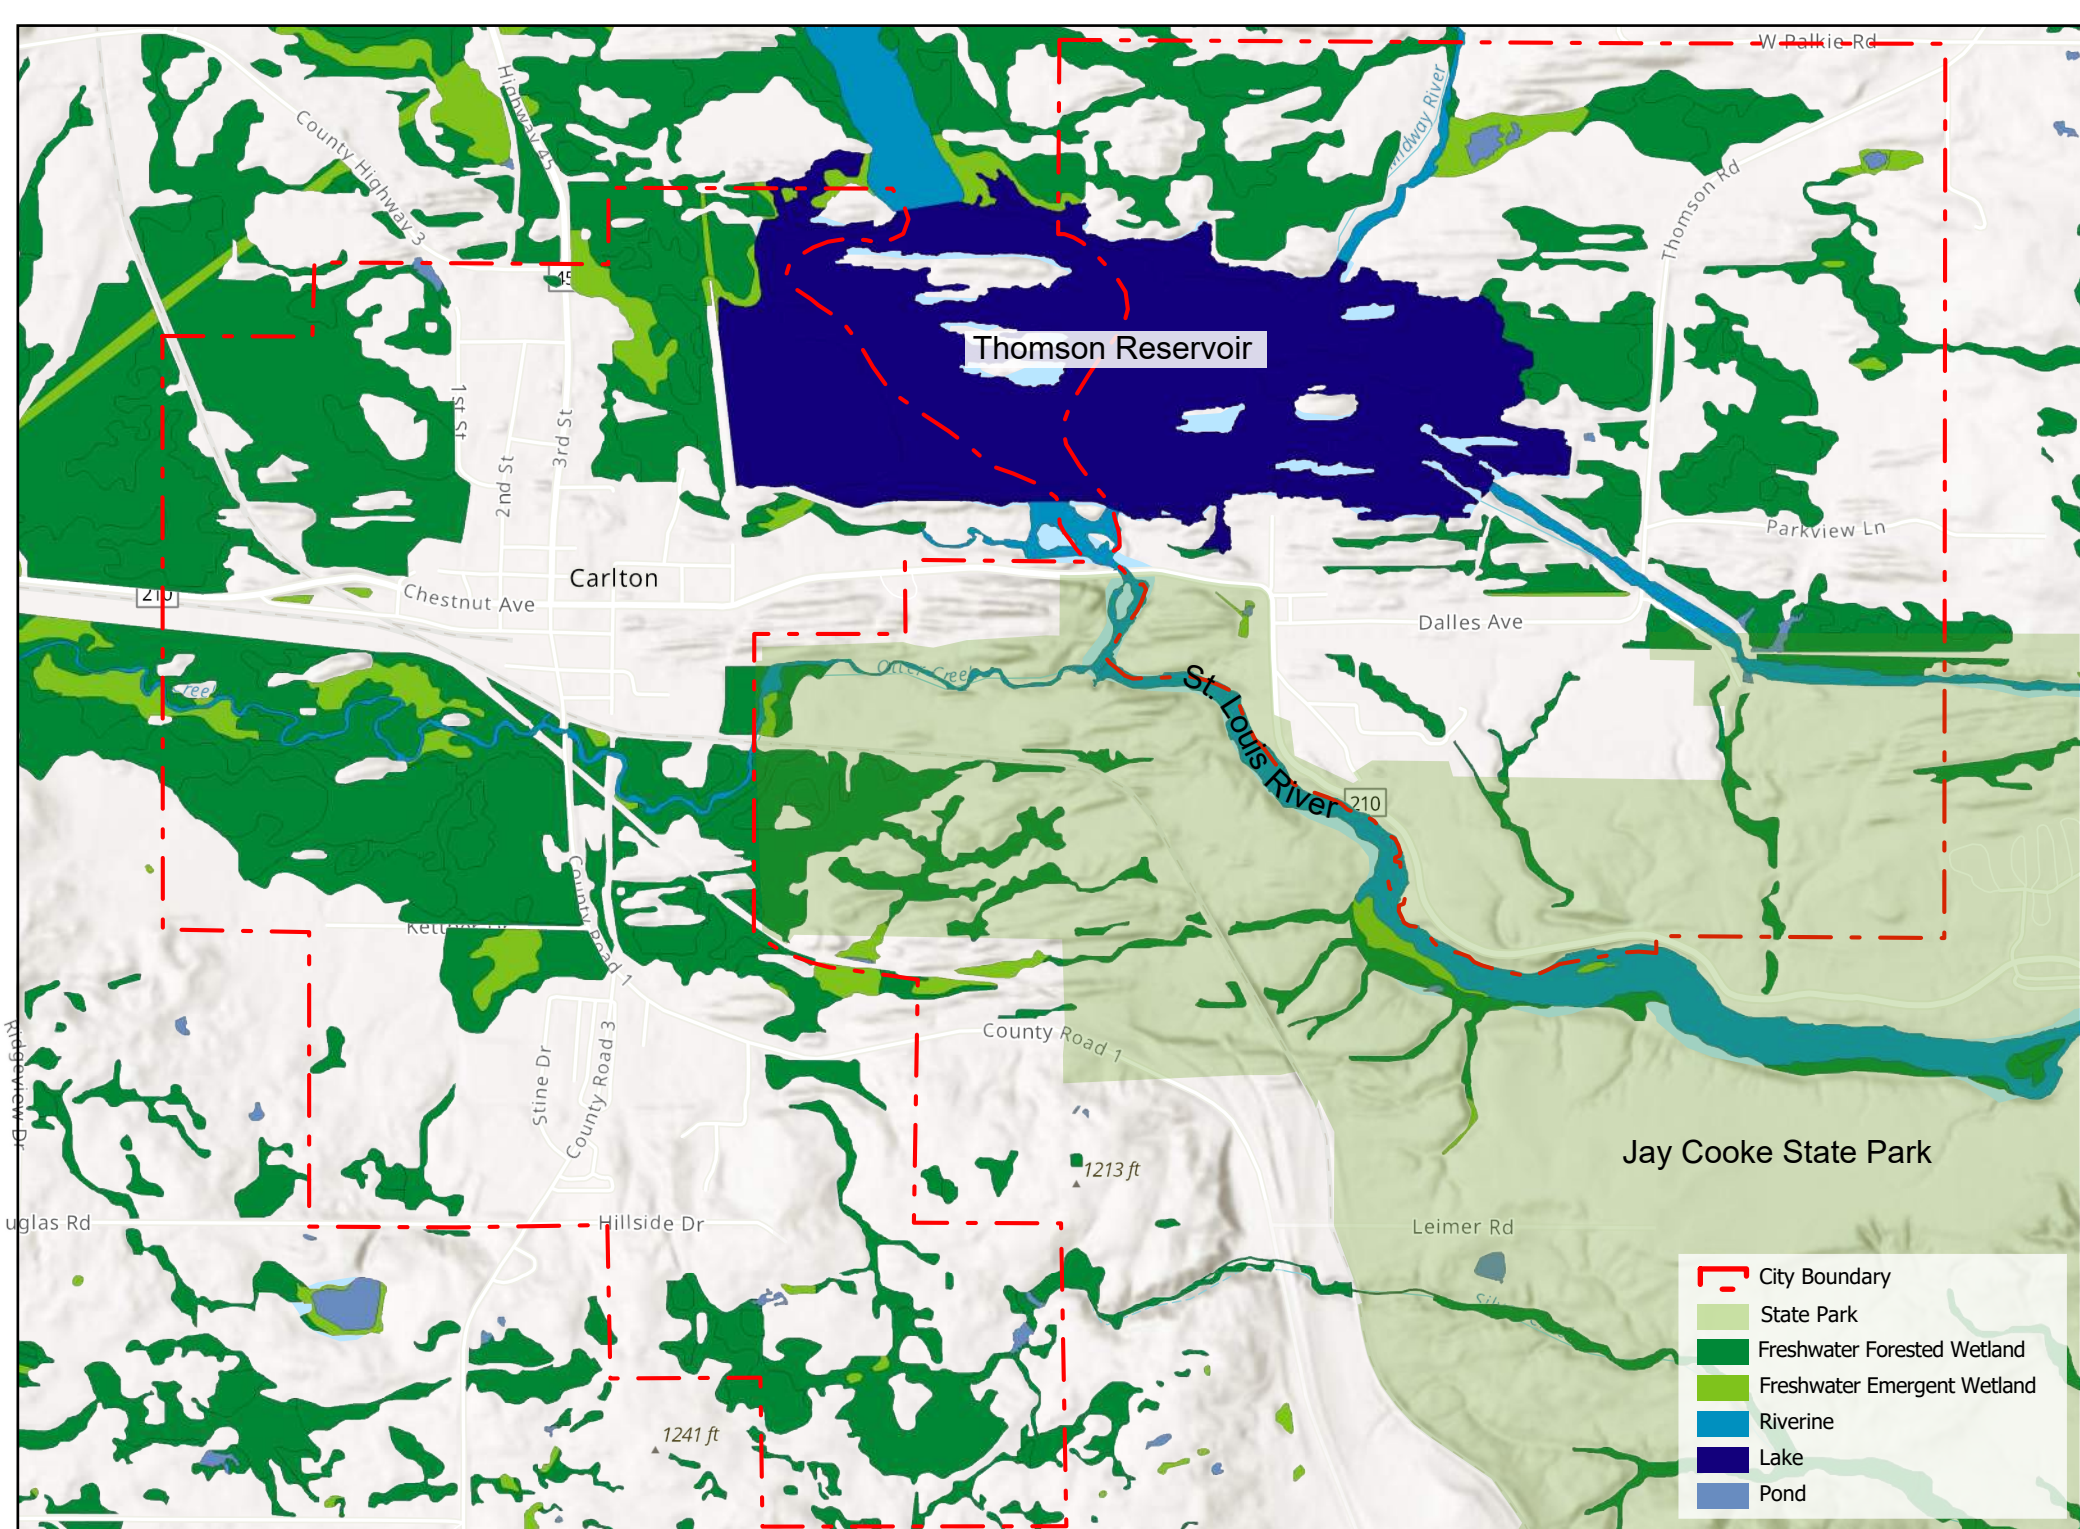 W Palkie Rd
Highway 45
Midway River
County Highway 3
Thomson Rd
45
Thomson Reservoir
1st St
3rd St
2nd St
Parkview Ln
Carlton
210
Chestnut Ave
Dalles Ave
Otter Creek
Creek
St. Louis River
210
County Road 1
Ridgeview Dr
County Road 1
Stine Dr
County Road 3
Jay Cooke State Park
1213 ft
uglas Rd
Hillside Dr
Leimer Rd
1241 ft
City Boundary
State Park
Freshwater Forested Wetland
Freshwater Emergent Wetland
Riverine
Lake
Pond